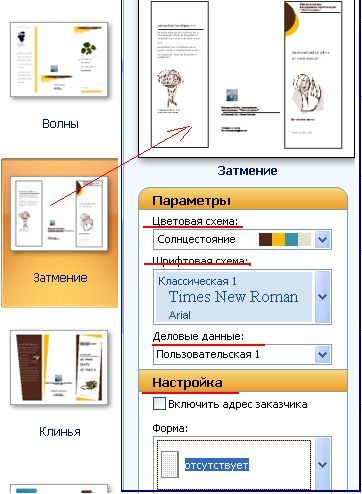 Волны
Затмение
Клинья
Затмение
Параметры
Цветовая схема:
Солнцестояние
Шрифтовая схема:
Классическая 1
Times New Roman
Arial
Деловые данные:
Пользовательская 1
Настройка
Включить адрес заказчика
Форма:
отсутствует